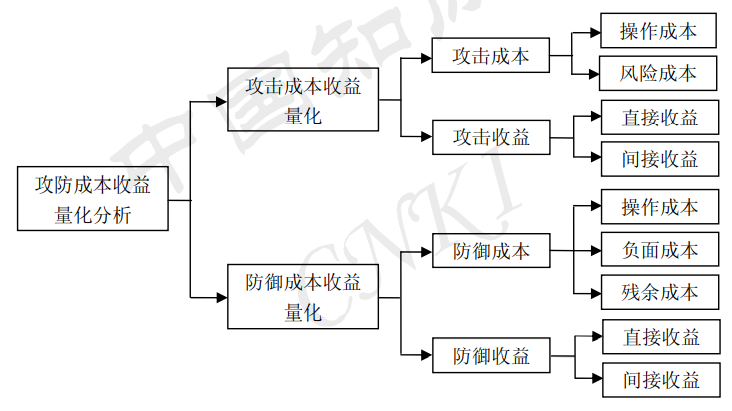 攻防成本收益
量化分析
攻击成本收益
量化
攻击成本
操作成本
风险成本
攻击收益
直接收益
间接收益
防御成本收益
量化
防御成本
操作成本
负面成本
残余成本
防御收益
直接收益
间接收益
中国知
CNKI